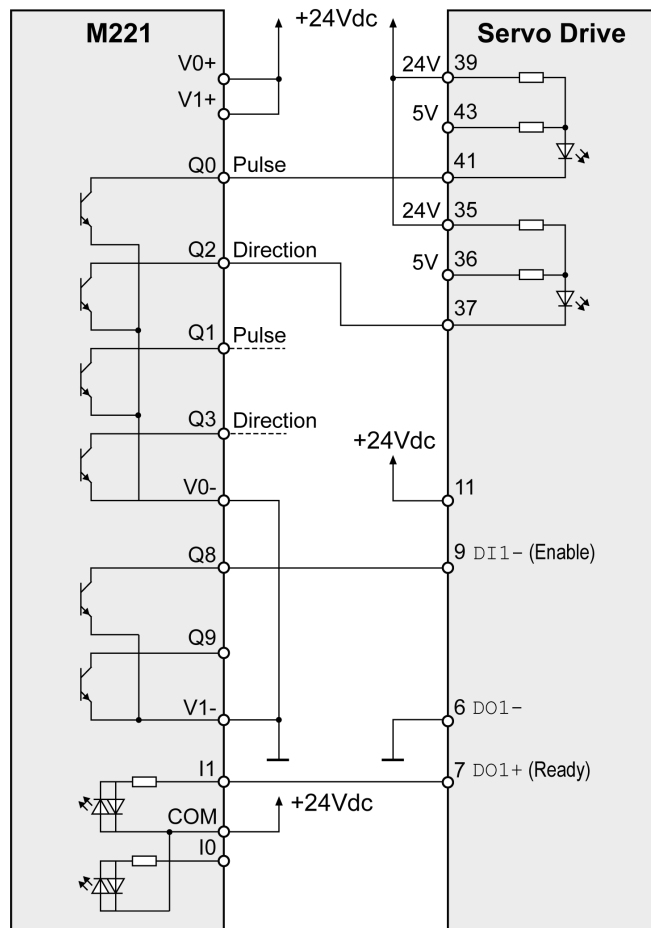 M221
+24Vdc
Servo Drive
V0+
V1+
24V 39
5V 43
Q0 Pulse
41
24V 35
Q2 Direction
5V 36
37
Q1 Pulse
Q3 Direction
+24Vdc
V0-
11
Q8
9 DI1- (Enable)
Q9
V1-
6 DO1-
I1
7 DO1+ (Ready)
COM
+24Vdc
I0